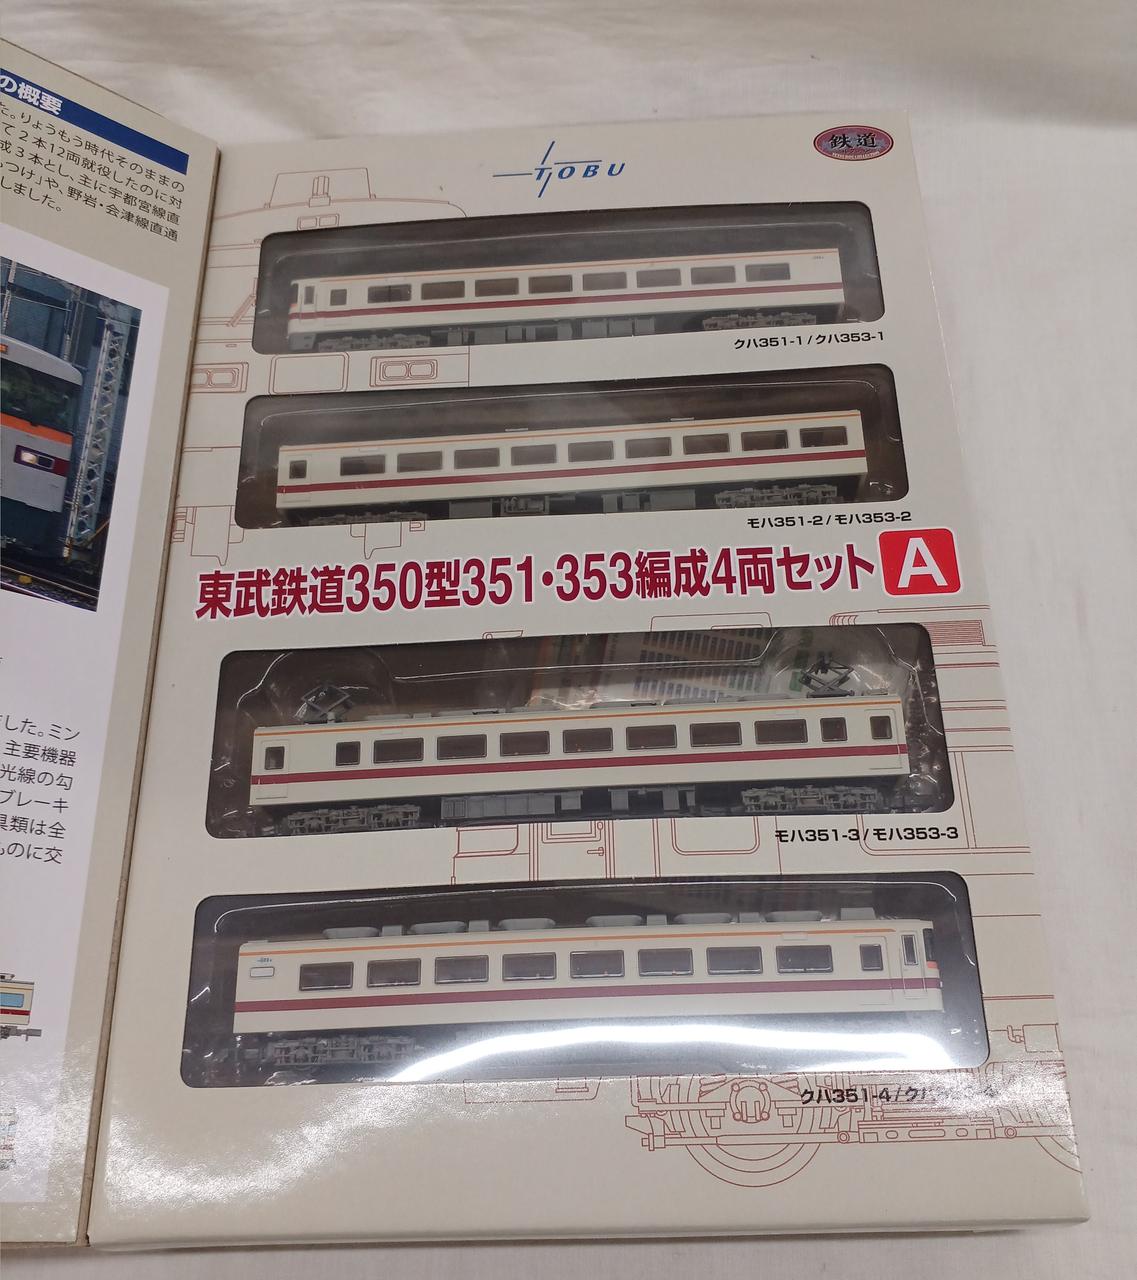 の概要
た。りょうもう時代そのままの
て2本12両就役したのに対
成3本とし、主に宇都宮線直
つけ」や、野岩・会津線直通
しました。
した。ミン
主要機器
光線の勾
ブレーキ
具類は全
ものに交
TOBU
鉄道
クハ351-1/クハ353-1
モハ351-2/モハ353-2
東武鉄道350型351・353編成4両セット A
モハ351-3/モハ353-3
クハ351-4/クハ